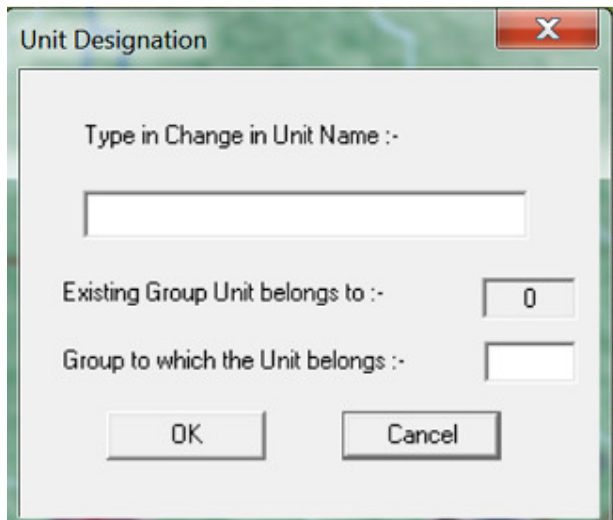 Unit Designation
Type in Change in Unit Name :-
Existing Group Unit belongs to :- 0
Group to which the Unit belongs :-
OK Cancel